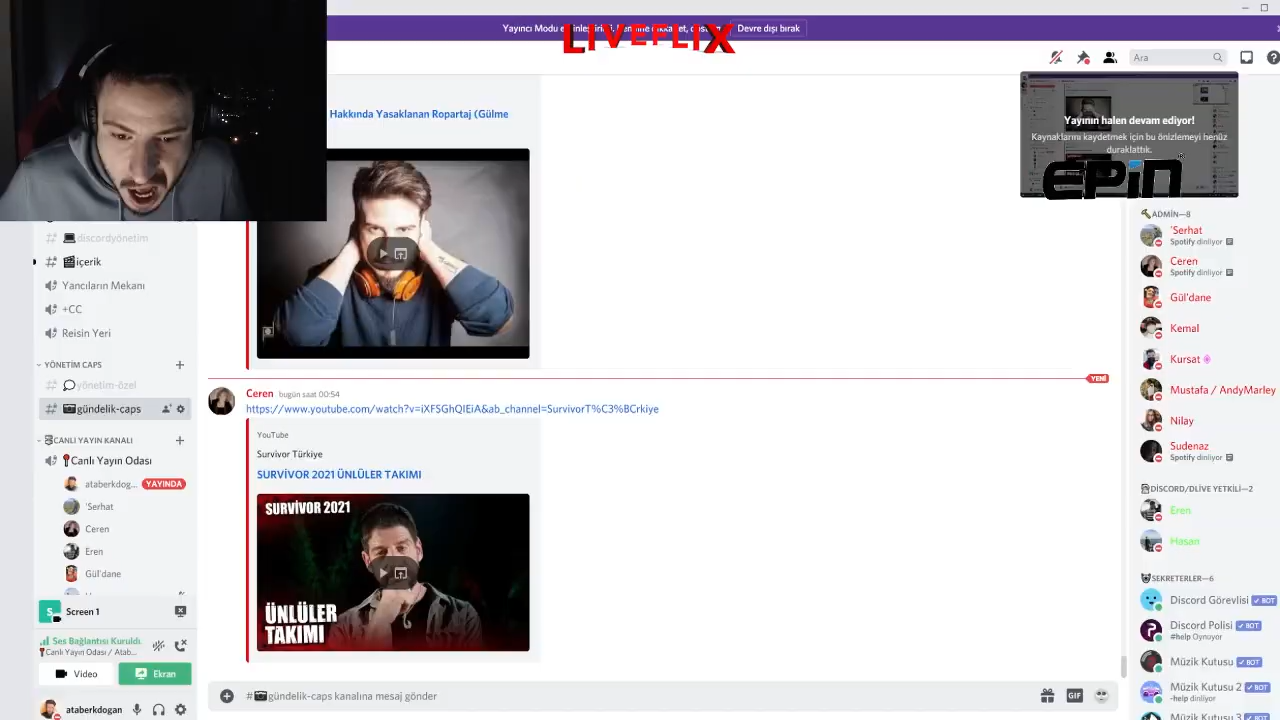 Devre dışı bırak
LIVEFLIX
Ara
Hakkında Yasaklanan Ropartaj (Gülme
Yayının halen devam ediyor!
Kaynaklarını kaydetmek için bu önizlemeyi henüz
duraklattık.
EPiN
discordyönetim
içerik
Yancıların Mekanı
+CC
Reisin Yeri
YÖNETİM CAPS
yönetim-özel
gündelik-caps
CANLI YAYIN KANALI
Canlı Yayın Odası
ataberkdog... YAYINDA
'Serhat
Ceren
Eren
Gül'dane
Screen 1
Ses Bağlantısı Kuruldu.
Canlı Yayın Odası / Atab...
Video
Ekran
ataberkdogan
YENİ
Ceren bugün saat 00:54
https://www.youtube.com/watch?v=iXFSGhQIEiA&ab_channel=SurvivorT%C3%BCrkiye
YouTube
Survivor Türkiye
SURVİVOR 2021 ÜNLÜLER TAKIMI
SURVİVOR 2021
ÜNLÜLER
TAKIMI
#gündelik-caps kanalına mesaj gönder
GIF
ADMİN—8
'Serhat
Spotify dinliyor
Ceren
Spotify dinliyor
Gül'dane
Kemal
Kursat
Mustafa / AndyMarley
Nilay
Sudenaz
Spotify dinliyor
DİSCORD/DLİVE YETKİLİ—2
Eren
Hasan
SEKRETERLER—6
Discord Görevlisi BOT
Discord Polisi BOT
#help Oynuyor
Müzik Kutusu BOT
Müzik Kutusu 2 BOT
-help dinliyor
Müzik Kutusu 3 BOT